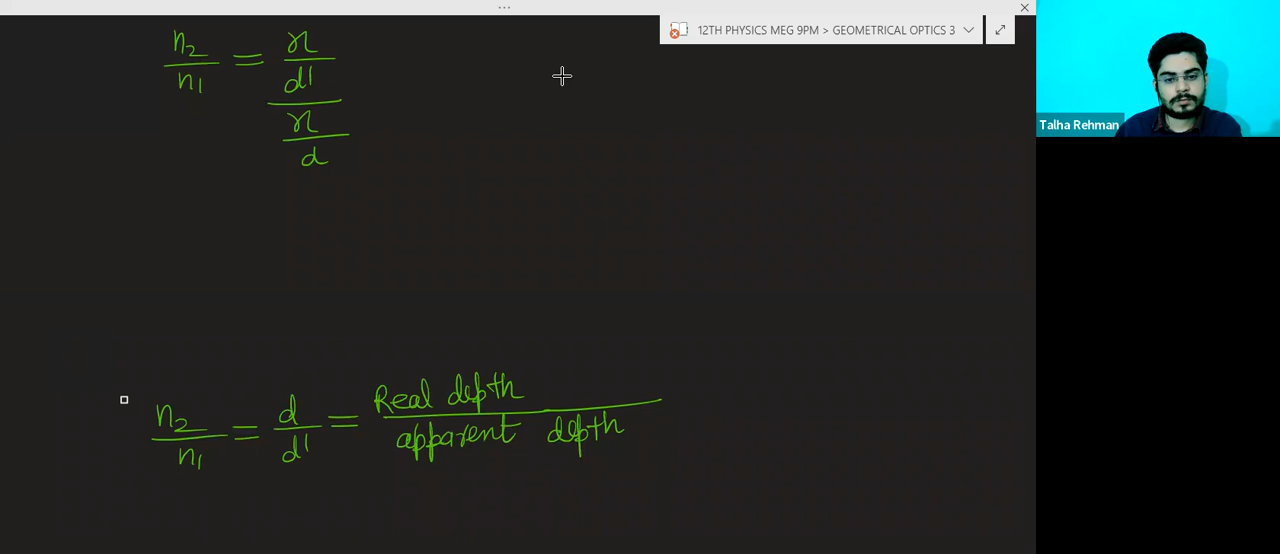 12TH PHYSICS MEG 9PM > GEOMETRICAL OPTICS 3
n₂/n₁ = (x/d')/(x/d)
Talha Rehman
n₂/n₁ = d/d' = Real depth/apparent depth